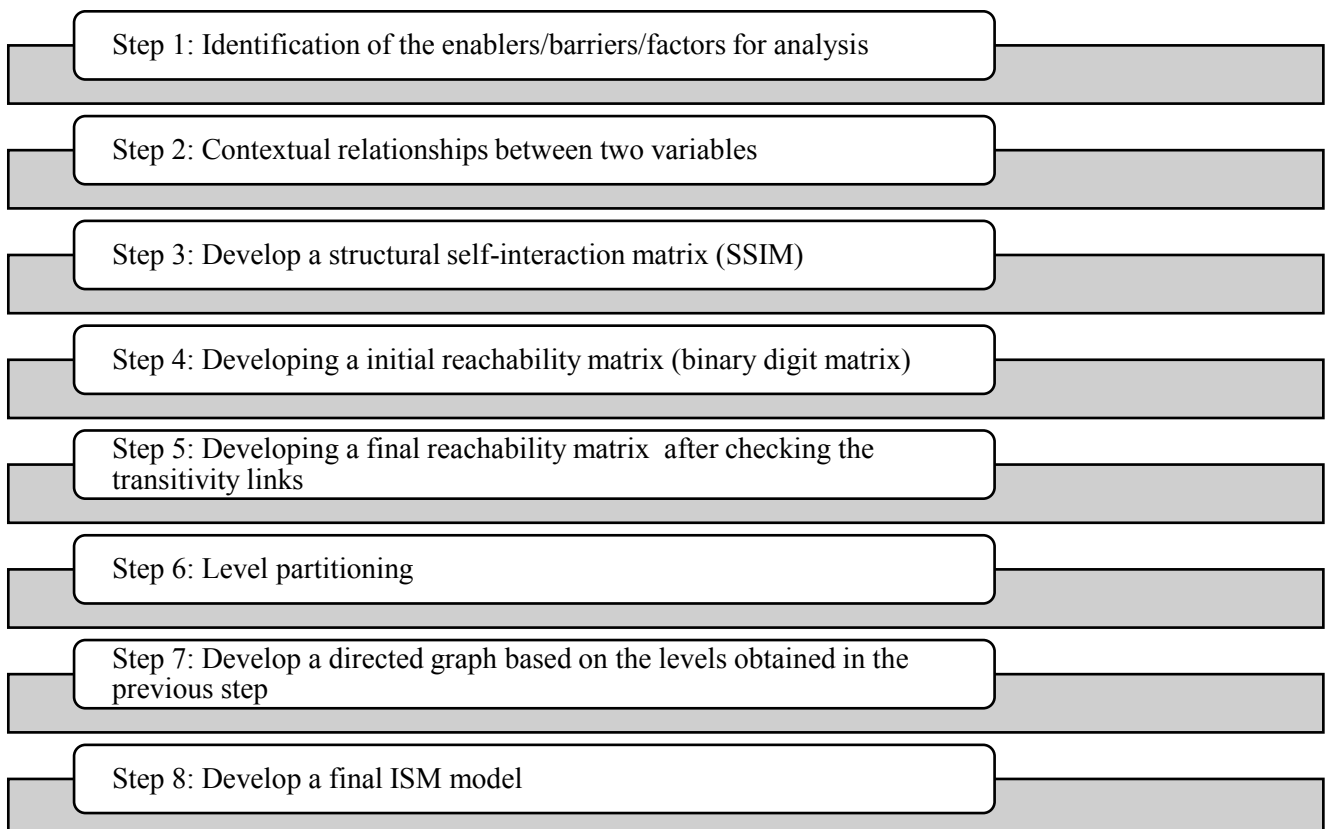 Step 1: Identification of the enablers/barriers/factors for analysis
Step 2: Contextual relationships between two variables
Step 3: Develop a structural self-interaction matrix (SSIM)
Step 4: Developing a initial reachability matrix (binary digit matrix)
Step 5: Developing a final reachability matrix  after checking the
transitivity links
Step 6: Level partitioning
Step 7: Develop a directed graph based on the levels obtained in the
previous step
Step 8: Develop a final ISM model